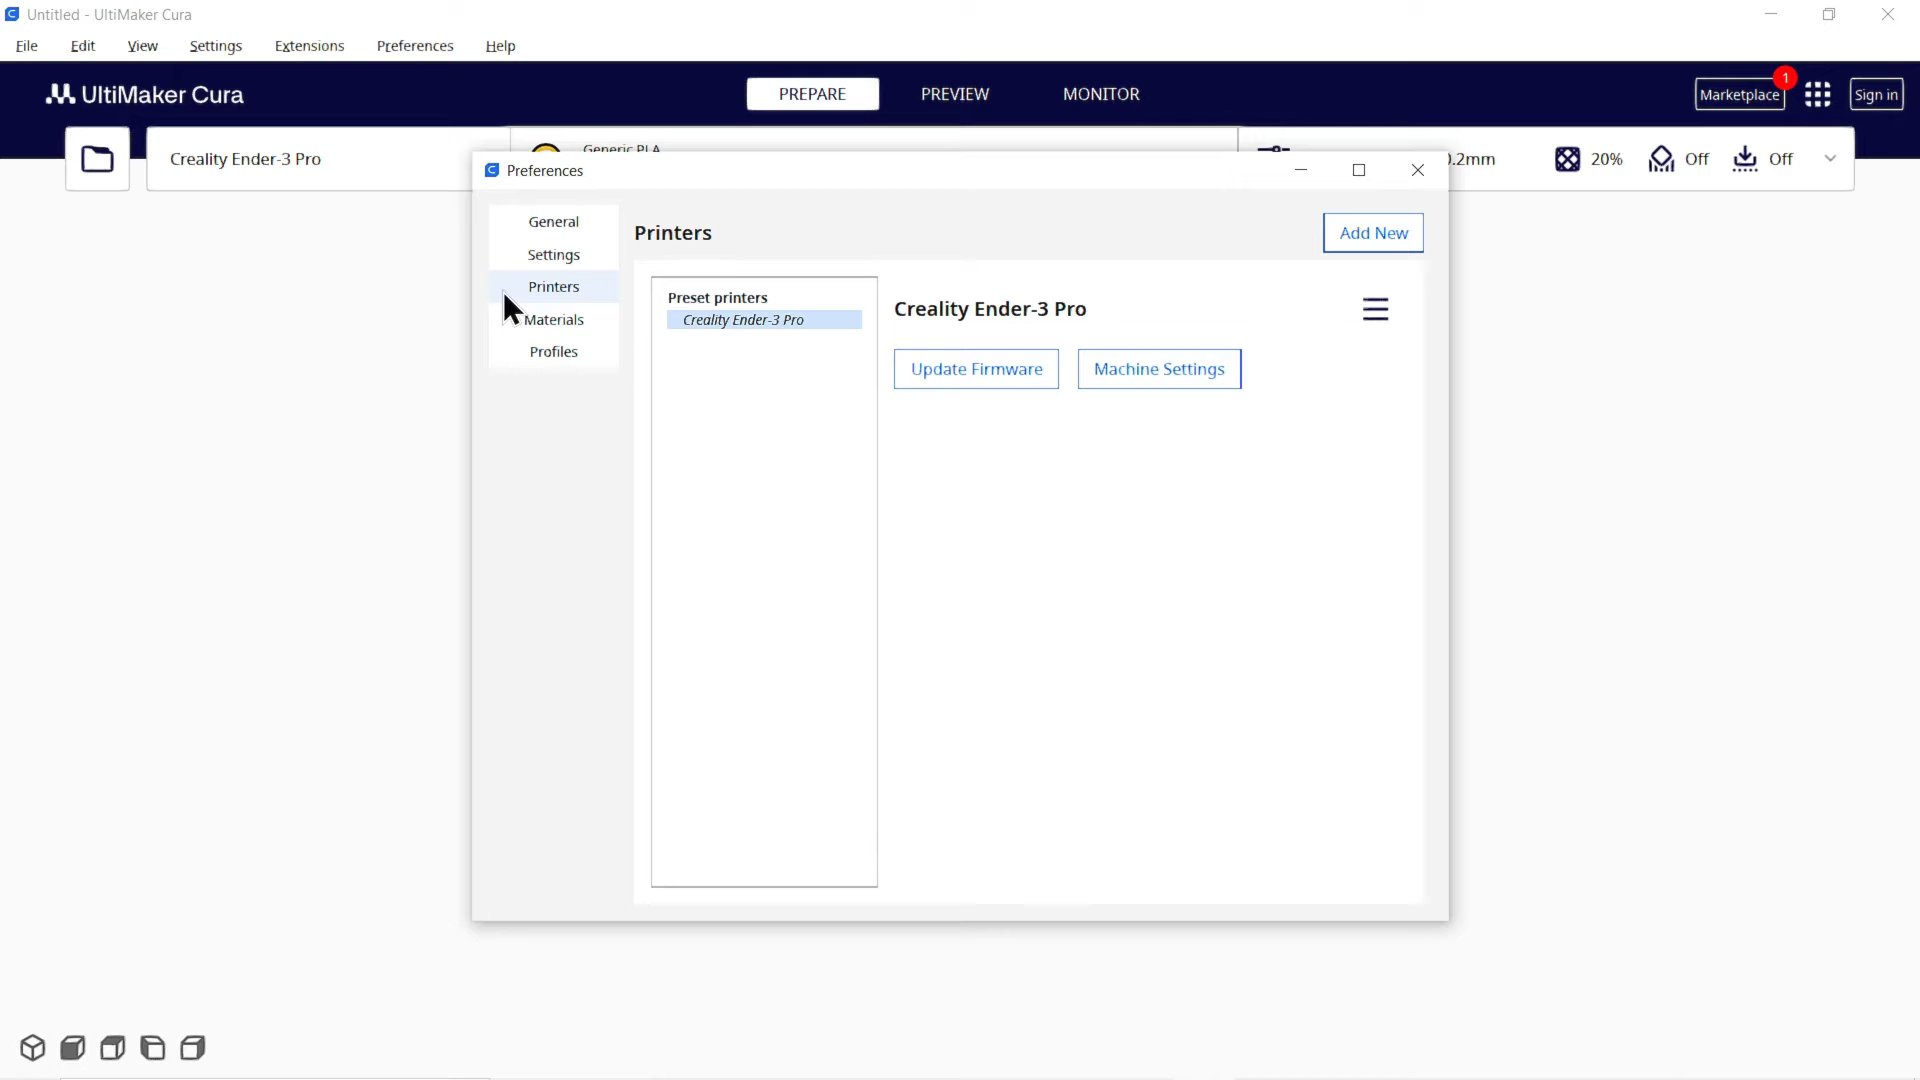 Untitled - UltiMaker Cura
File Edit View Settings Extensions Preferences Help
UltiMaker Cura
PREPARE PREVIEW MONITOR
Marketplace 1 Sign in
Creality Ender-3 Pro
Generic PLA
.2mm 20% Off Off
Preferences
General
Settings
Printers
Materials
Profiles
Printers
Add New
Preset printers
Creality Ender-3 Pro
Creality Ender-3 Pro
Update Firmware Machine Settings